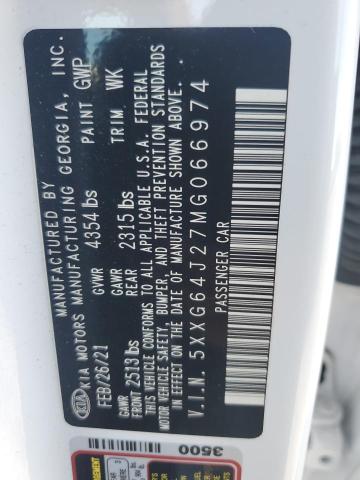 KIA
MANUFACTURED BY
KIA MOTORS MANUFACTURING GEORGIA, INC.
FEB/26/21
GVWR 4354 lbs
PAINT GWP
GAWR FRONT 2513 lbs
GAWR REAR 2315 lbs
TRIM WK
THIS VEHICLE CONFORMS TO ALL APPLICABLE U.S.A. FEDERAL
MOTOR VEHICLE SAFETY, BUMPER, AND THEFT PREVENTION STANDARDS
IN EFFECT ON THE DATE OF MANUFACTURE SHOWN ABOVE.
V.I.N. 5XXG64J27MG066974
PASSENGER CAR
3500